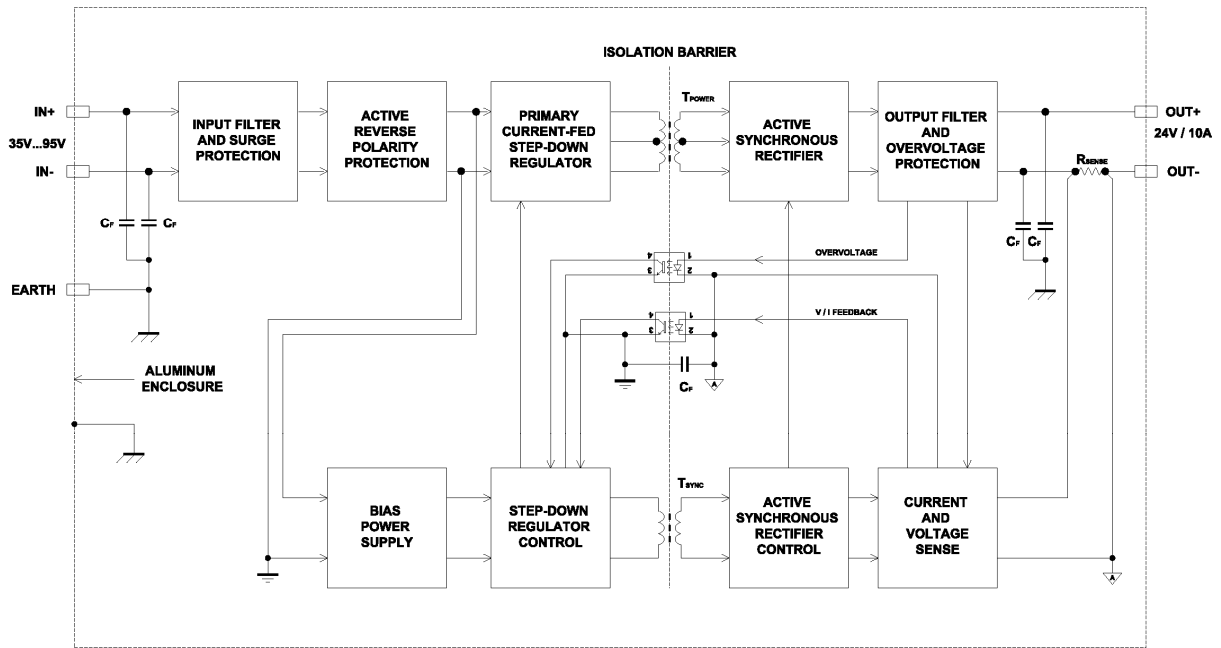 ISOLATION BARRIER
IN+
35V...95V
IN-
INPUT FILTER
AND SURGE
PROTECTION
ACTIVE
REVERSE
POLARITY
PROTECTION
PRIMARY
CURRENT-FED
STEP-DOWN
REGULATOR
TPOWER
ACTIVE
SYNCHRONOUS
RECTIFIER
OUTPUT FILTER
AND
OVERVOLTAGE
PROTECTION
RSENSE
OUT+
24V / 10A
OUT-
CF
CF
CF
CF
EARTH
4
3
1
2
OVERVOLTAGE
4
3
1
2
V / I FEEDBACK
CF
A
ALUMINUM
ENCLOSURE
BIAS
POWER
SUPPLY
STEP-DOWN
REGULATOR
CONTROL
TSYNC
ACTIVE
SYNCHRONOUS
RECTIFIER
CONTROL
CURRENT
AND
VOLTAGE
SENSE
A